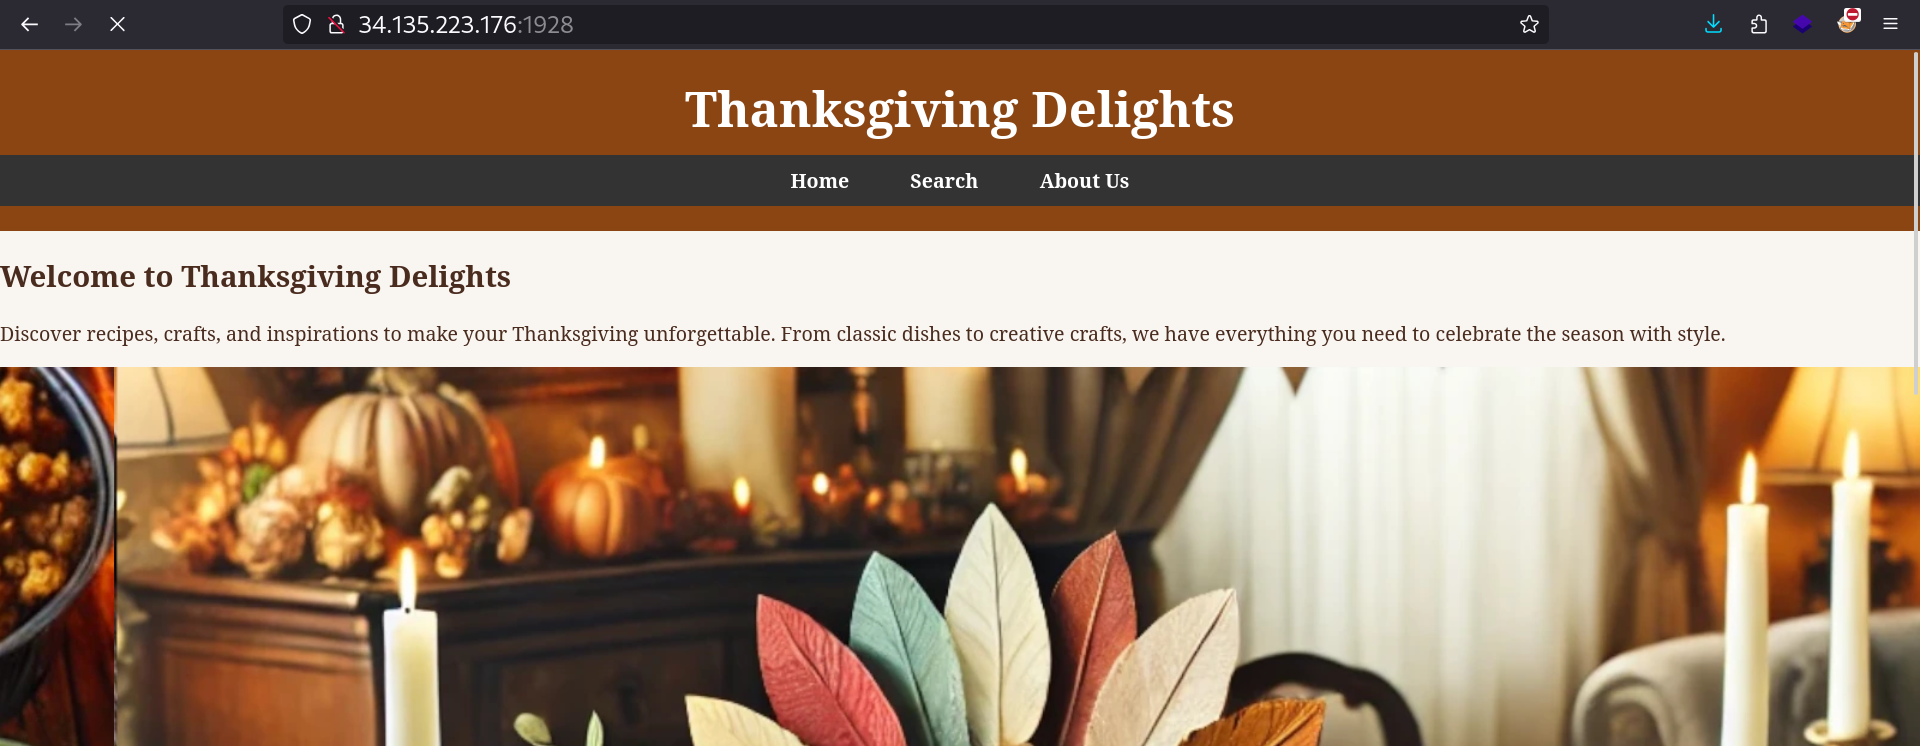 34.135.223.176:1928
Thanksgiving Delights
Home Search About Us
Welcome to Thanksgiving Delights
Discover recipes, crafts, and inspirations to make your Thanksgiving unforgettable. From classic dishes to creative crafts, we have everything you need to celebrate the season with style.